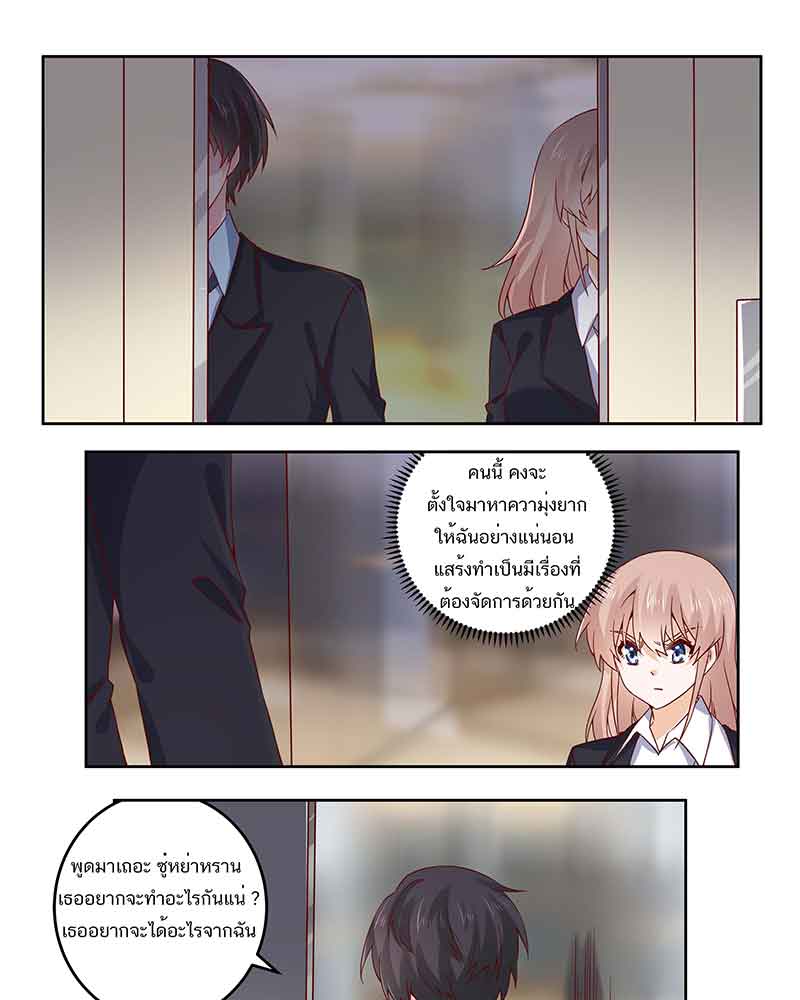 คนนี้ คงจะ
ตั้งใจมาหาความุ่งยาก
ให้ฉันอย่างแน่นอน
แสร้งทำเป็นมีเรื่องที่
ต้องจัดการด้วยกัน
พูดมาเถอะ ซู่หย่าหราน
เธออยากจะทำอะไรกันแน่ ?
เธออยากจะได้อะไรจากฉัน